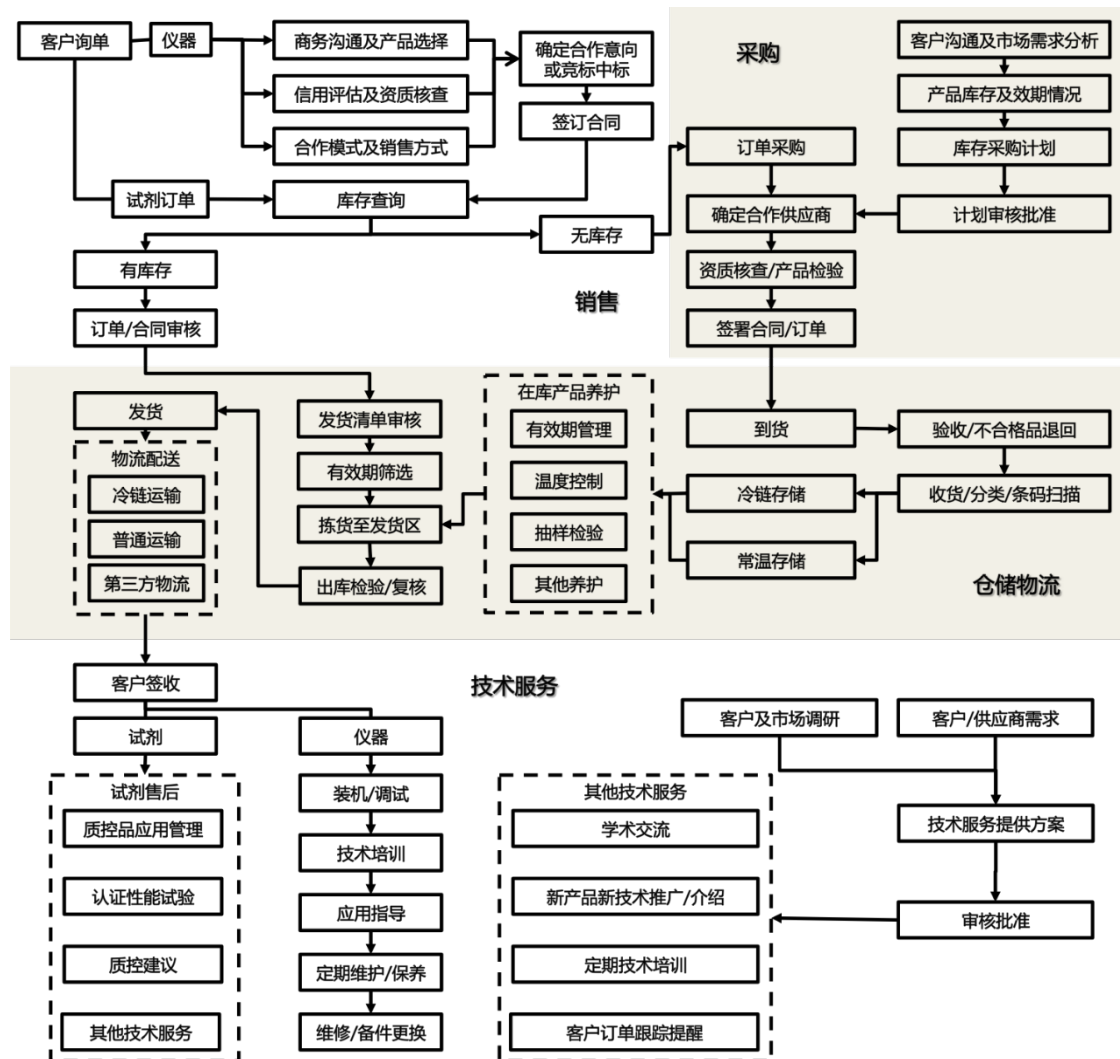 客户询单
仪器
商务沟通及产品选择
确定合作意向
或竞标中标
信用评估及资质核查
签订合同
合作模式及销售方式
试剂订单
库存查询
无库存
有库存
订单/合同审核
销售
采购
客户沟通及市场需求分析
产品库存及效期情况
订单采购
库存采购计划
确定合作供应商
计划审核批准
资质核查/产品检验
签署合同/订单
发货
物流配送
冷链运输
普通运输
第三方物流
发货清单审核
有效期筛选
拣货至发货区
出库检验/复核
在库产品养护
有效期管理
温度控制
抽样检验
其他养护
到货
验收/不合格品退回
冷链存储
收货/分类/条码扫描
常温存储
仓储物流
客户签收
技术服务
试剂
仪器
试剂售后
质控品应用管理
认证性能试验
质控建议
其他技术服务
装机/调试
技术培训
应用指导
定期维护/保养
维修/备件更换
其他技术服务
学术交流
新产品新技术推广/介绍
定期技术培训
客户订单跟踪提醒
客户及市场调研
客户/供应商需求
技术服务提供方案
审核批准